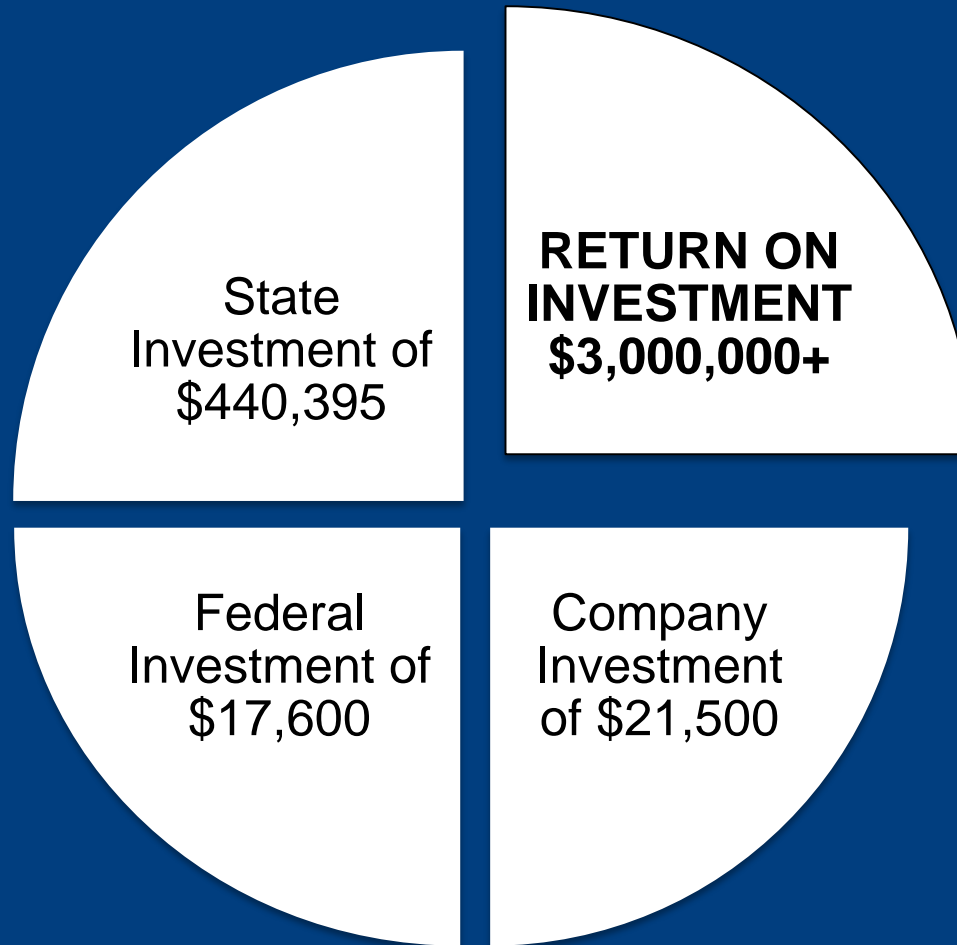 State
Investment of
$440,395
RETURN ON
INVESTMENT
$3,000,000+
Federal
Investment of
$17,600
Company
Investment
of $21,500